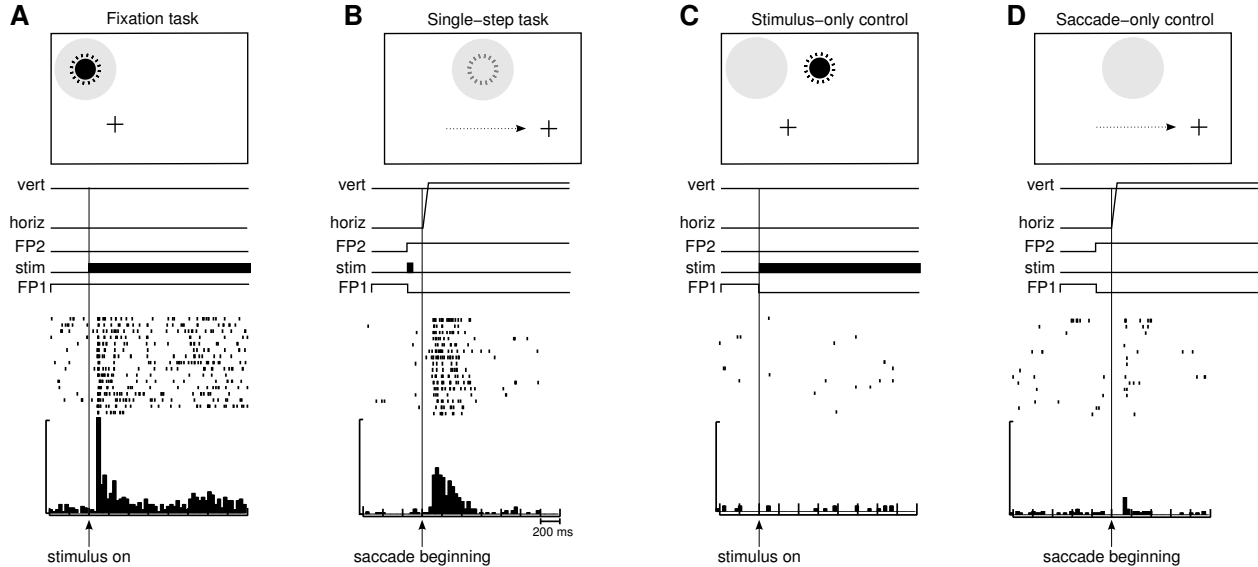 A Fixation task
vert
horiz
FP2
stim
FP1
stimulus on
B Single-step task
vert
horiz
FP2
stim
FP1
200 ms
saccade beginning
C Stimulus-only control
vert
horiz
FP2
stim
FP1
stimulus on
D Saccade-only control
vert
horiz
FP2
stim
FP1
saccade beginning